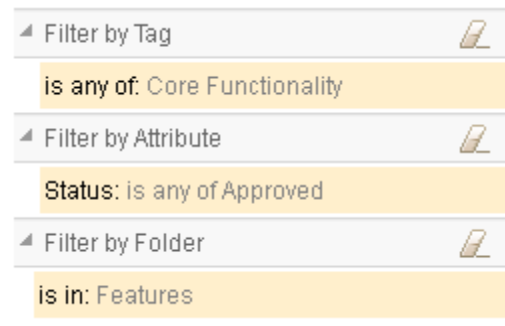 Filter by Tag
is any of: Core Functionality
Filter by Attribute
Status: is any of Approved
Filter by Folder
is in: Features